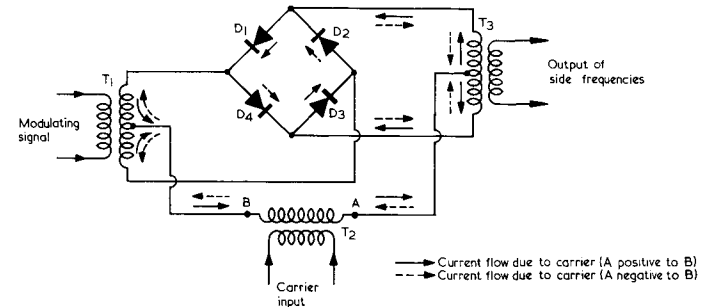 D1
D2
T3
Output of
side frequencies
T1
Modulating
signal
D4
D3
B
A
T2
Carrier
input
Current flow due to carrier (A positive to B)
Current flow due to carrier (A negative to B)